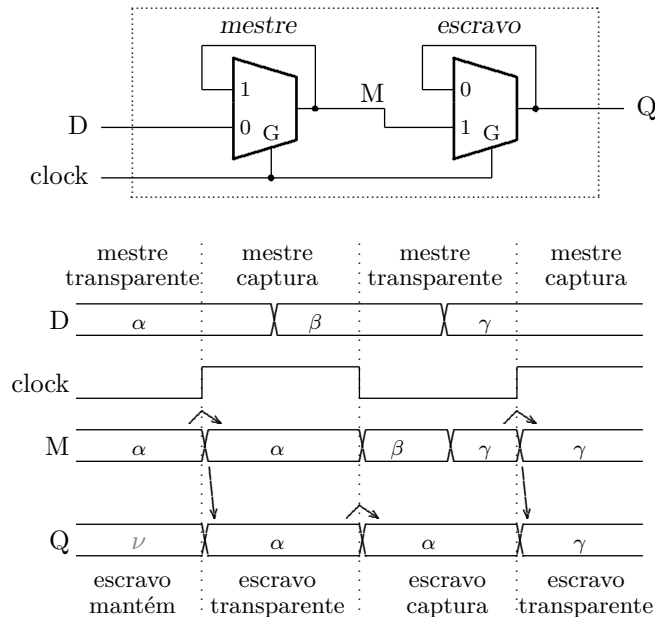 mestre escravo
1 0
M
D 0 G 1 G Q
clock
mestre mestre mestre mestre
transparente captura transparente captura
D α β γ
clock
M α α β γ γ
Q ν α α γ
escravo escravo escravo escravo
mantém transparente captura transparente